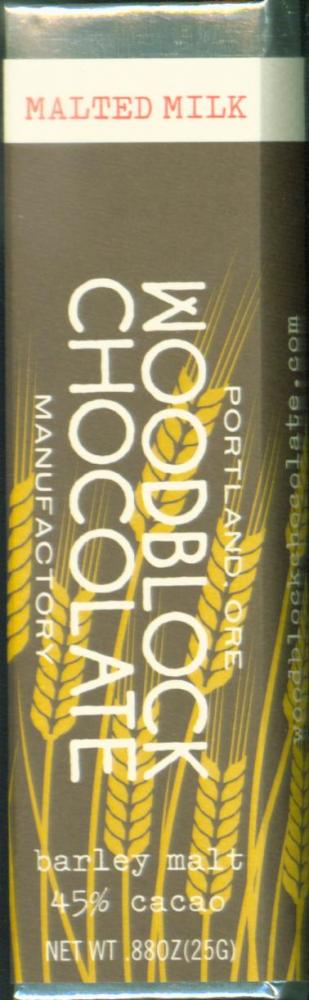 MALTED MILK
PORTLAND, ORE
WOODBLOCK
CHOCOLATE
MANUFACTORY
woodblockchocolate.com
barley malt
45% cacao
NET WT .88OZ(25G)